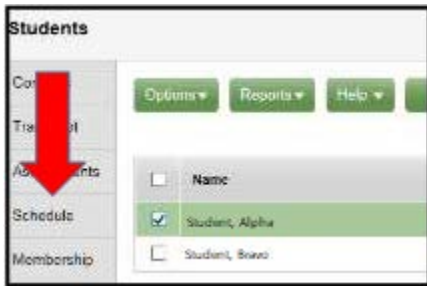 Students
Options Reports Help
Name
Schedule
Student, Alpha
Membership
Student, Bravo